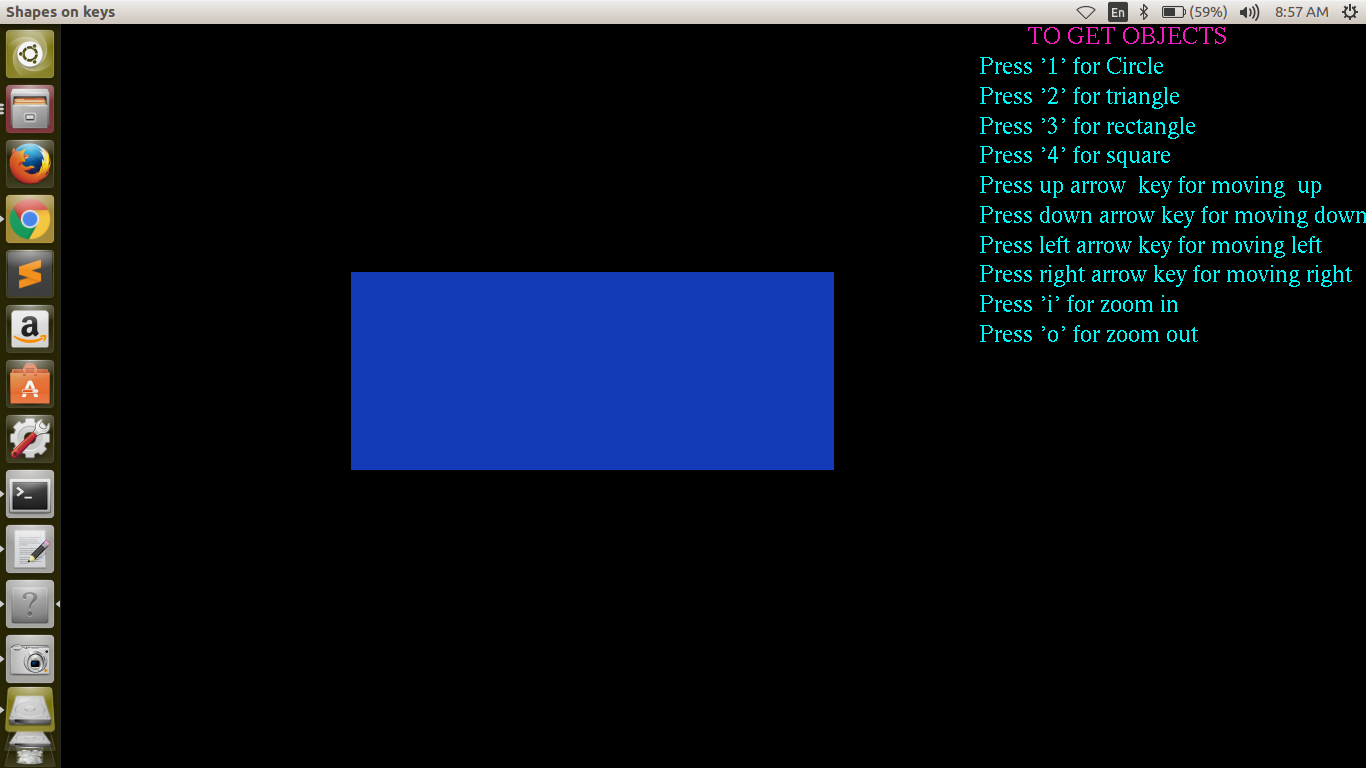 Shapes on keys
En (59%) 8:57 AM
TO GET OBJECTS
Press ’1’ for Circle
Press ’2’ for triangle
Press ’3’ for rectangle
Press ’4’ for square
Press up arrow  key for moving  up
Press down arrow key for moving down
Press left arrow key for moving left
Press right arrow key for moving right
Press ’i’ for zoom in
Press ’o’ for zoom out
a
A
>_
?